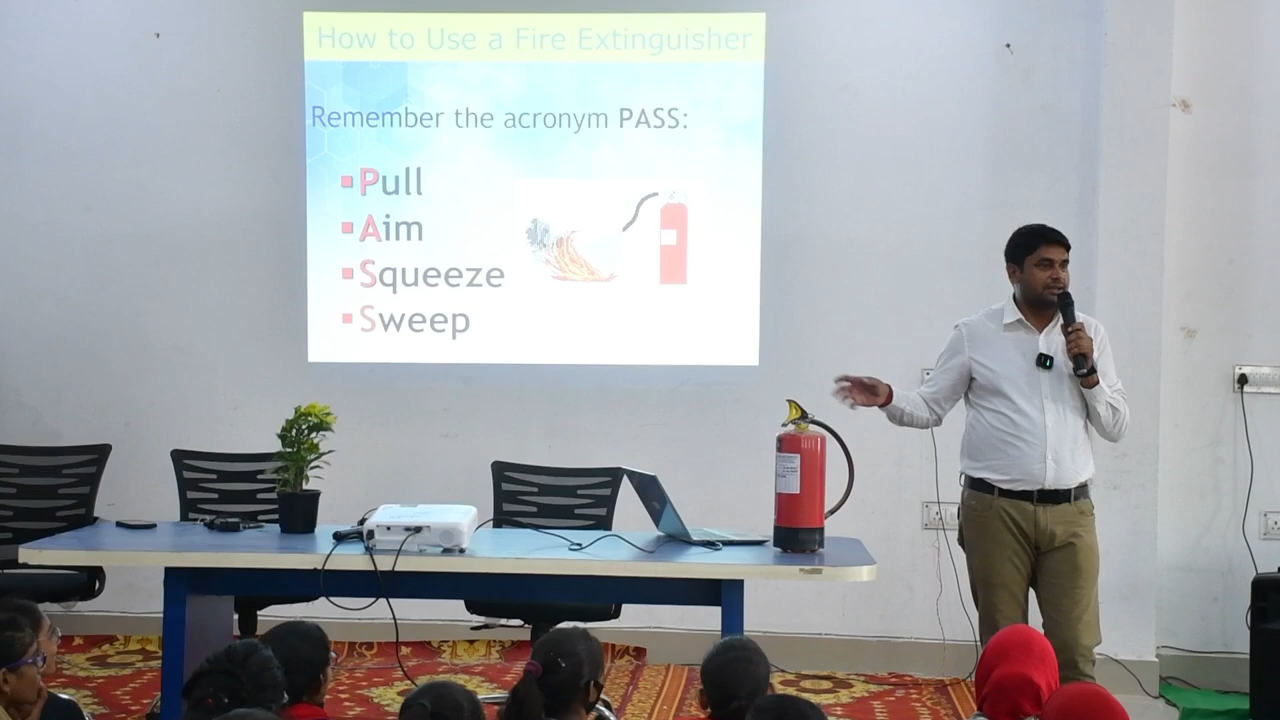 How to Use a Fire Extinguisher
Remember the acronym PASS:
▪Pull
▪Aim
▪Squeeze
▪Sweep